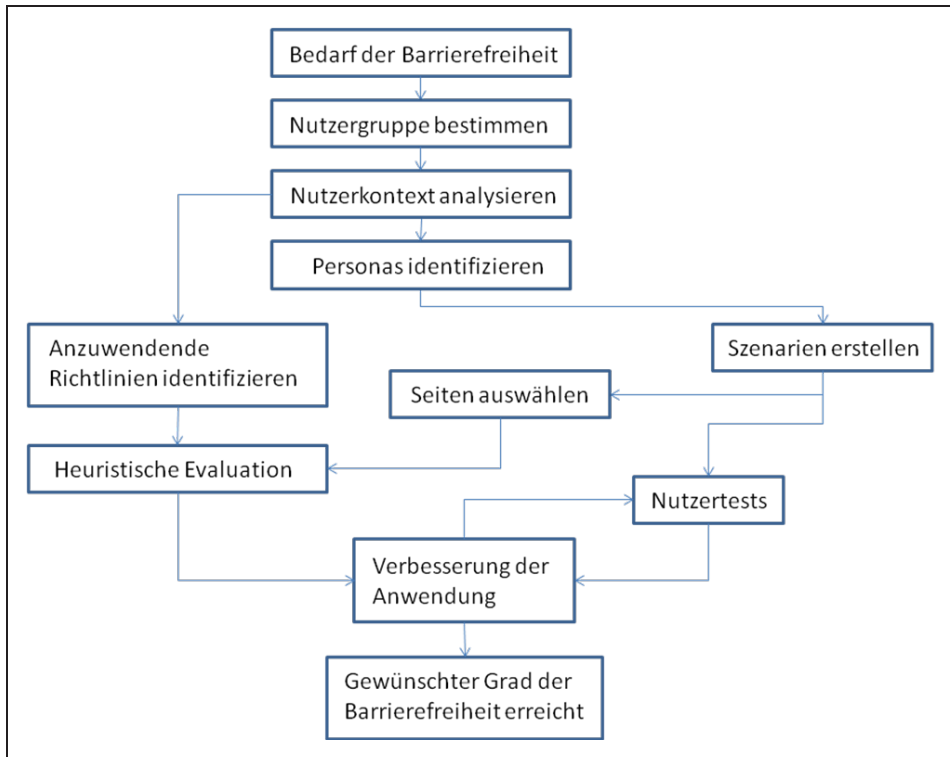 Bedarf der Barrierefreiheit
Nutzergruppe bestimmen
Nutzerkontext analysieren
Personas identifizieren
Anzuwendende
Richtlinien identifizieren
Szenarien erstellen
Seiten auswählen
Heuristische Evaluation
Nutzertests
Verbesserung der
Anwendung
Gewünschter Grad der
Barrierefreiheit erreicht